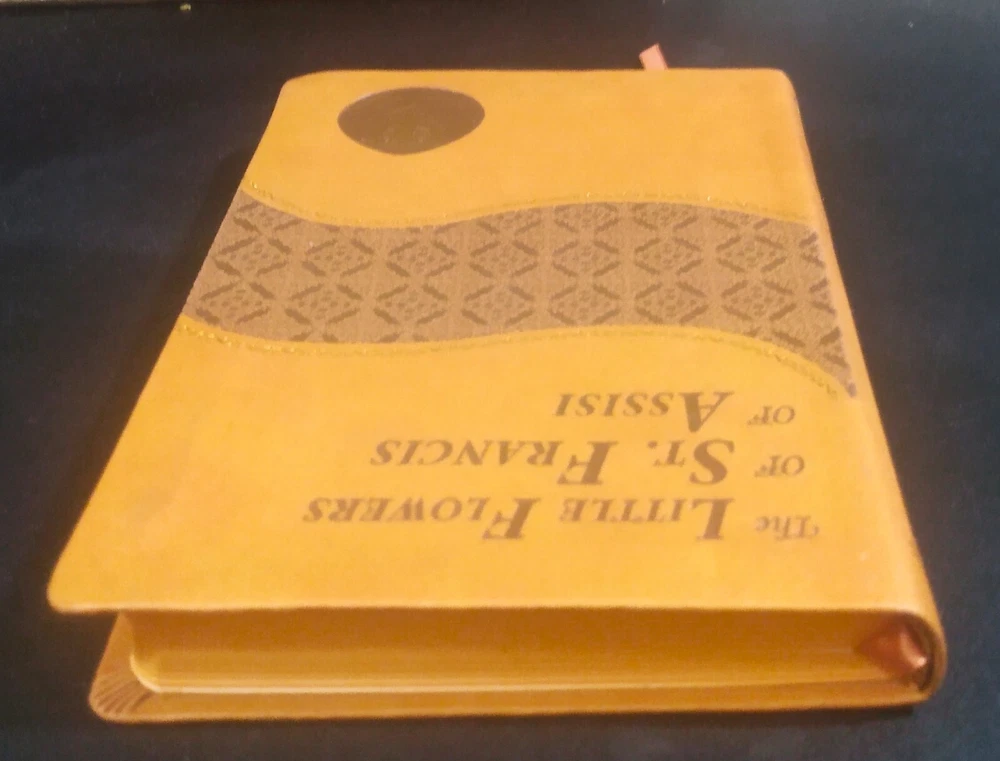 The LITTLE FLOWERS
OF ST. FRANCIS
OF ASSISI